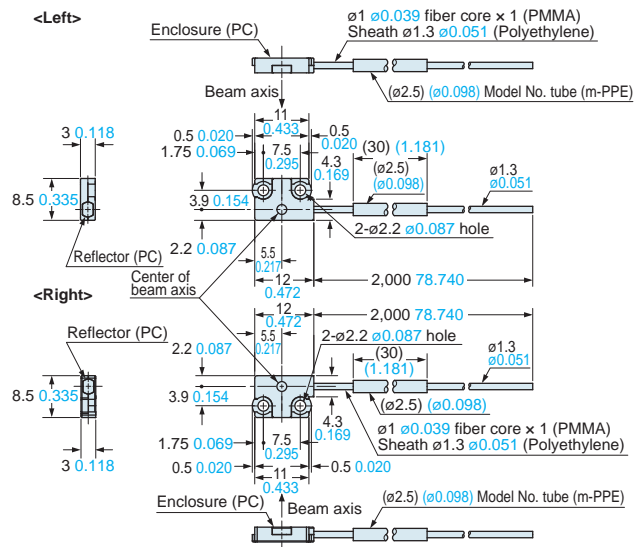 <Left>
Enclosure (PC)
ø1 ø0.039 fiber core × 1 (PMMA)
Sheath ø1.3 ø0.051 (Polyethylene)
(ø2.5) (ø0.098) Model No. tube (m-PPE)
Beam axis
11
0.433
0.5 0.020
0.5
0.020
3 0.118
1.75 0.069
7.5
0.295
4.3
0.169
(30) (1.181)
(ø2.5)
(ø0.098)
ø1.3
ø0.051
8.5 0.335
3.9 0.154
2.2 0.087
2-ø2.2 ø0.087 hole
Reflector (PC)
5.5
0.217
Center of
beam axis
12
0.472
2,000 78.740
<Right>
12
0.472
2,000 78.740
Reflector (PC)
5.5
0.217
2-ø2.2 ø0.087 hole
2.2 0.087
(30)
(1.181)
ø1.3
ø0.051
8.5 0.335
3.9 0.154
(ø2.5) (ø0.098)
4.3
0.169
ø1 ø0.039 fiber core × 1 (PMMA)
Sheath ø1.3 ø0.051 (Polyethylene)
1.75 0.069
7.5
0.295
3 0.118
0.5 0.020
0.5 0.020
11
0.433
Enclosure (PC)
Beam axis
(ø2.5) (ø0.098) Model No. tube (m-PPE)